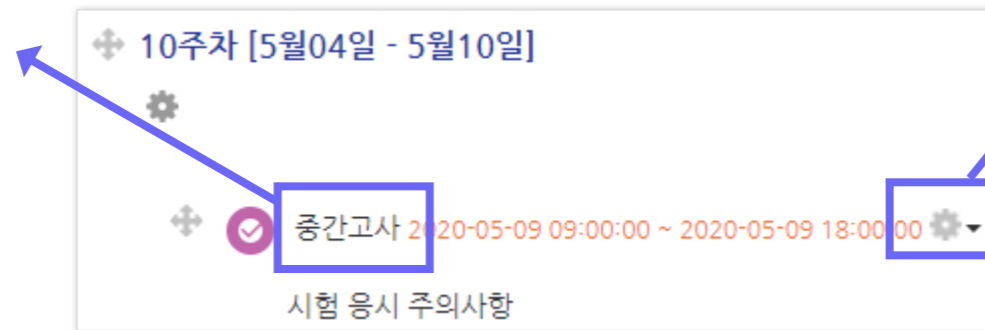 10주차 [5월04일 - 5월10일]
중간고사 2020-05-09 09:00:00 ~ 2020-05-09 18:00:00
시험 응시 주의사항